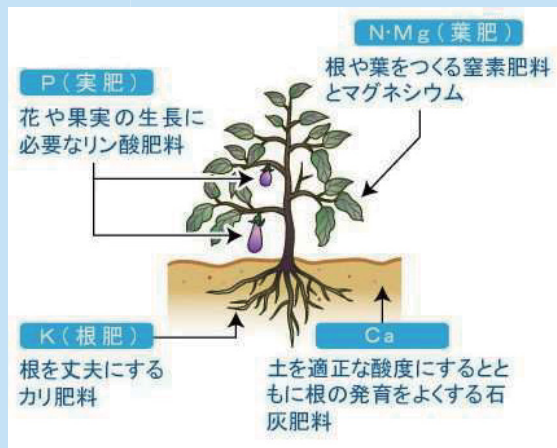 N·Mg(葉肥)
根や葉をつくる窒素肥料
とマグネシウム
P(実肥)
花や果実の生長に
必要なリン酸肥料
K(根肥)
根を丈夫にする
カリ肥料
Ca
土を適正な酸度にするとと
もに根の発育をよくする石
灰肥料